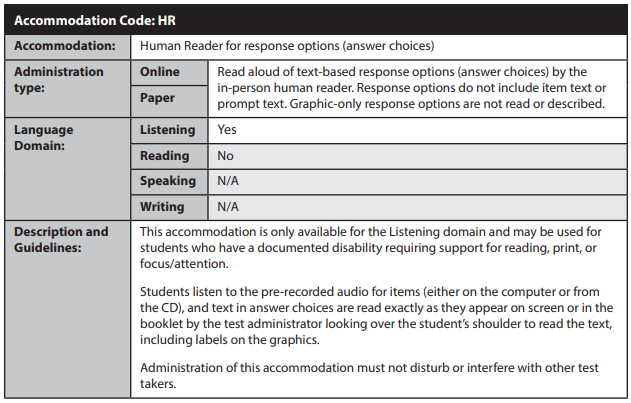 Accommodation Code: HR
Accommodation: Human Reader for response options (answer choices)
Administration type:
Online
Paper
Read aloud of text-based response options (answer choices) by the
in-person human reader. Response options do not include item text or
prompt text. Graphic-only response options are not read or described.
Language
Domain:
Listening Yes
Reading No
Speaking N/A
Writing N/A
Description and
Guidelines:
This accommodation is only available for the Listening domain and may be used for
students who have a documented disability requiring support for reading, print, or
focus/attention.
Students listen to the pre-recorded audio for items (either on the computer or from
the CD), and text in answer choices are read exactly as they appear on screen or in the
booklet by the test administrator looking over the student's shoulder to read the text,
including labels on the graphics.
Administration of this accommodation must not disturb or interfere with other test
takers.